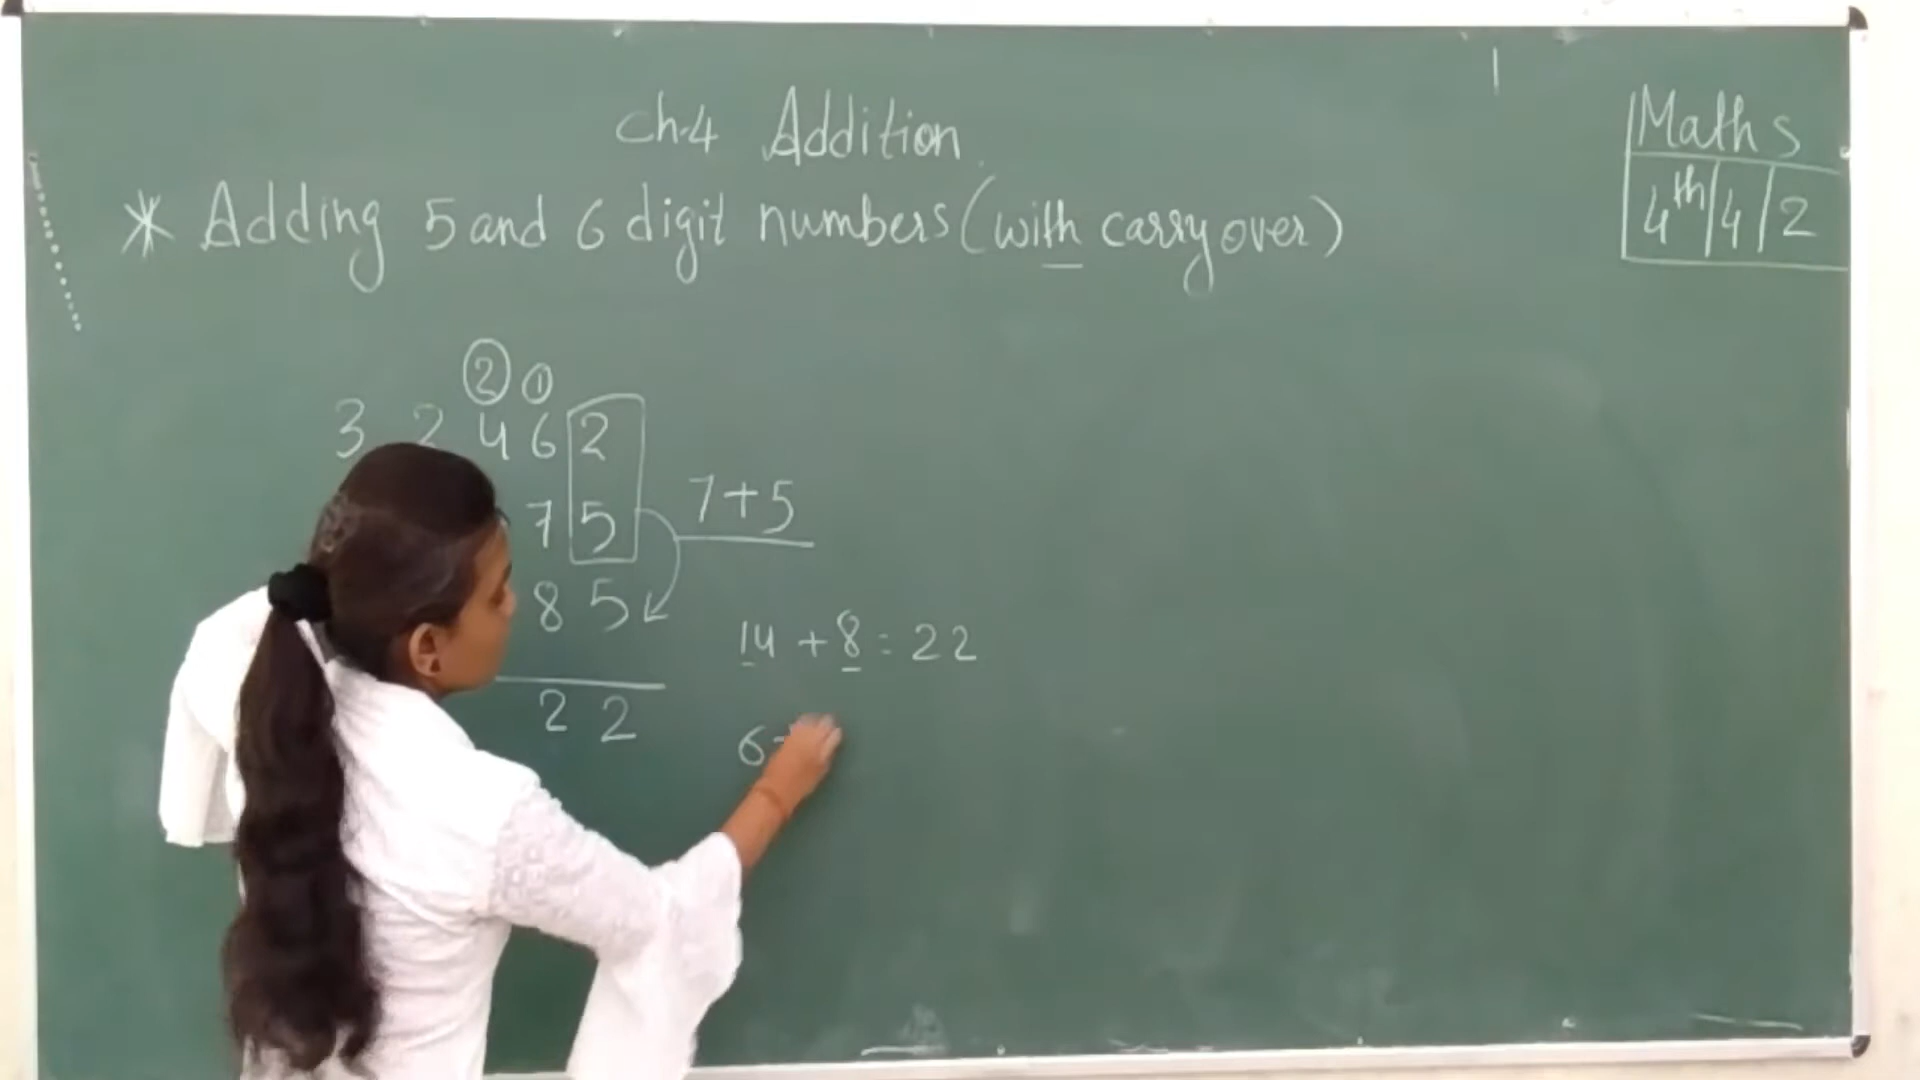 Ch-4 Addition
Maths
4th/4/2
* Adding 5 and 6 digit numbers (with carry over)
2 1
3 2 4 6 2
7 5
7+5
8 5
14 + 8 = 22
2 2
6+